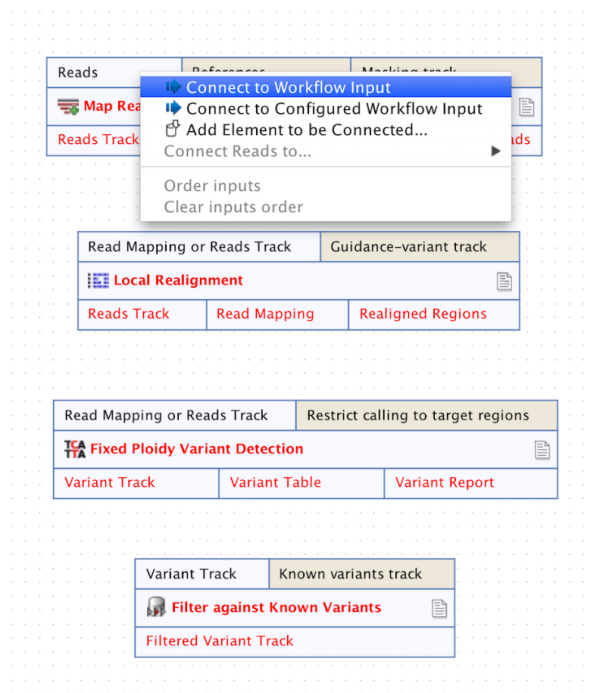 Reads
Map Rea
Reads Track
ads
Connect to Workflow Input
Connect to Configured Workflow Input
Add Element to be Connected...
Connect Reads to...
Order inputs
Clear inputs order
Read Mapping or Reads Track Guidance-variant track
Local Realignment
Reads Track Read Mapping Realigned Regions
Read Mapping or Reads Track Restrict calling to target regions
TCA
TTA Fixed Ploidy Variant Detection
Variant Track Variant Table Variant Report
Variant Track Known variants track
Filter against Known Variants
Filtered Variant Track